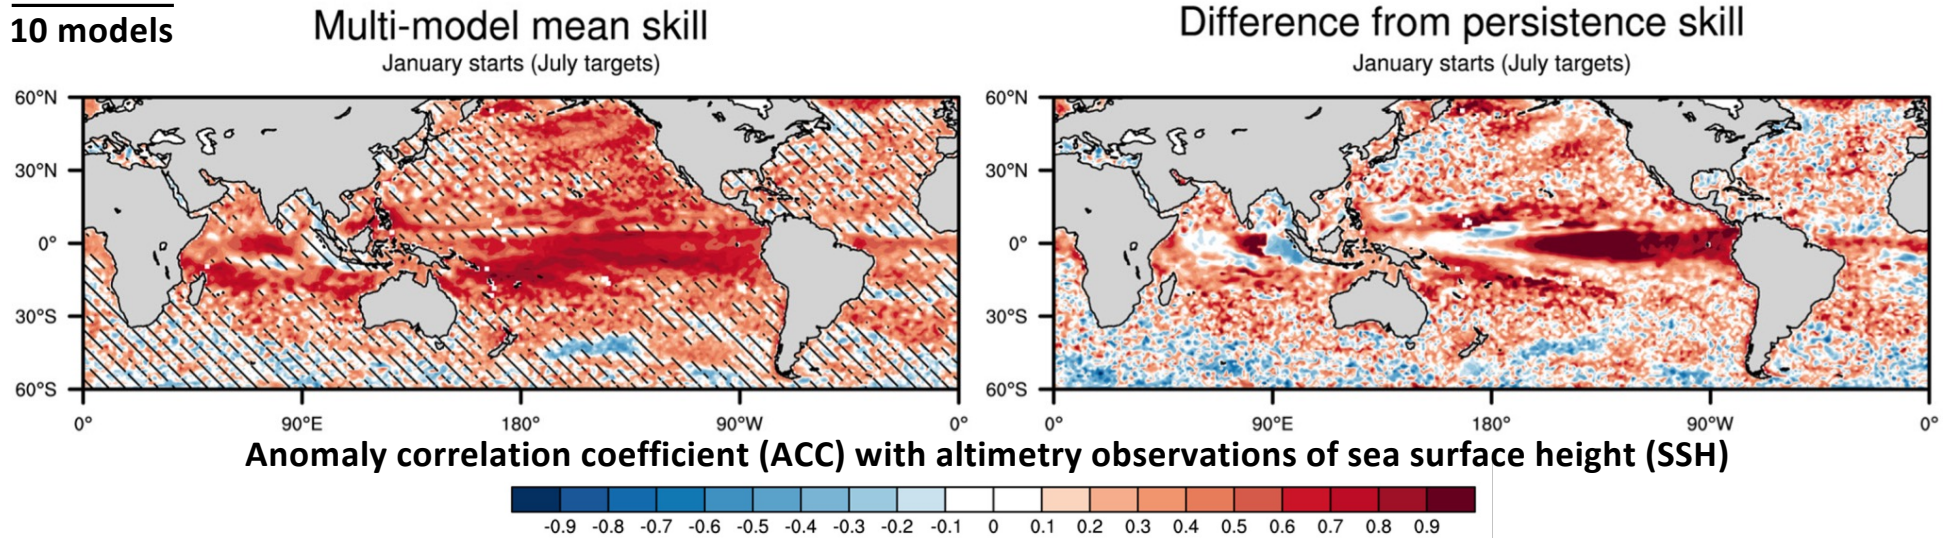 10 models
Multi-model mean skill
January starts (July targets)
Difference from persistence skill
January starts (July targets)
60°N
30°N
0°
30°S
60°S
0°
90°E
180°
90°W
0°
60°N
30°N
0°
30°S
60°S
0°
90°E
180°
90°W
0°
Anomaly correlation coefficient (ACC) with altimetry observations of sea surface height (SSH)
-0.9 -0.8 -0.7 -0.6 -0.5 -0.4 -0.3 -0.2 -0.1 0 0.1 0.2 0.3 0.4 0.5 0.6 0.7 0.8 0.9